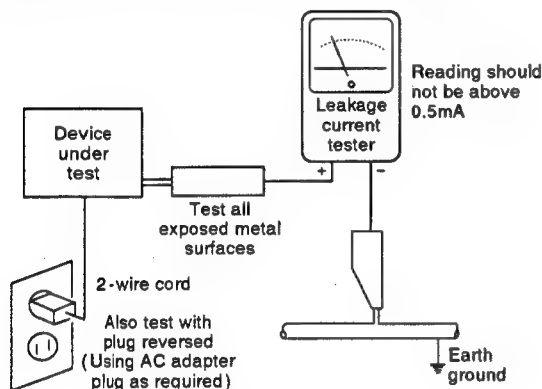 Device
under
test
Leakage
current
tester
Reading should
not be above
0.5mA
+
-
Test all
exposed metal
surfaces
2-wire cord
Also test with
plug reversed
(Using AC adapter
plug as required)
Earth
ground